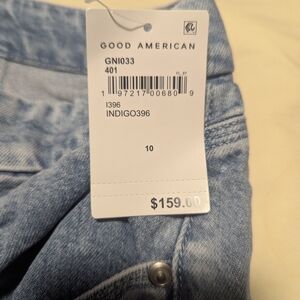 GOOD AMERICAN
GNI033
401
1 97217 00680 9
I396
INDIGO396
10
$159.00